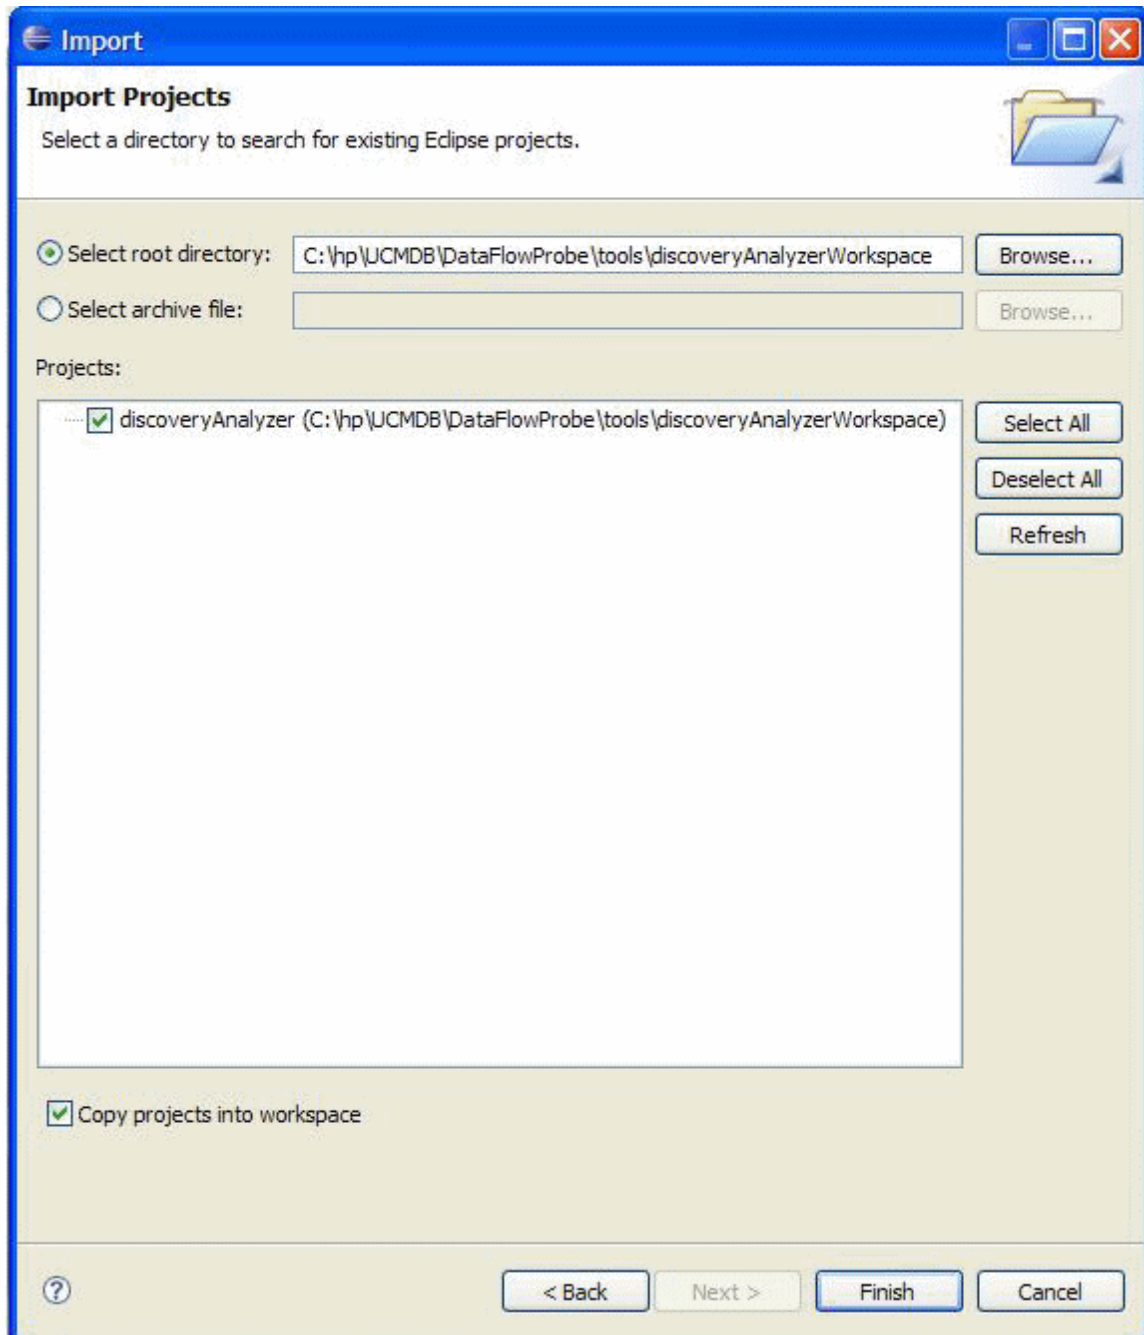 Import
Import Projects
Select a directory to search for existing Eclipse projects.
Select root directory: C:\hp\UCMDB\DataFlowProbe\tools\discoveryAnalyzerWorkspace Browse...
Select archive file: Browse...
Projects:
discoveryAnalyzer (C:\hp\UCMDB\DataFlowProbe\tools\discoveryAnalyzerWorkspace) Select All
Deselect All
Refresh
Copy projects into workspace
? < Back Next > Finish Cancel